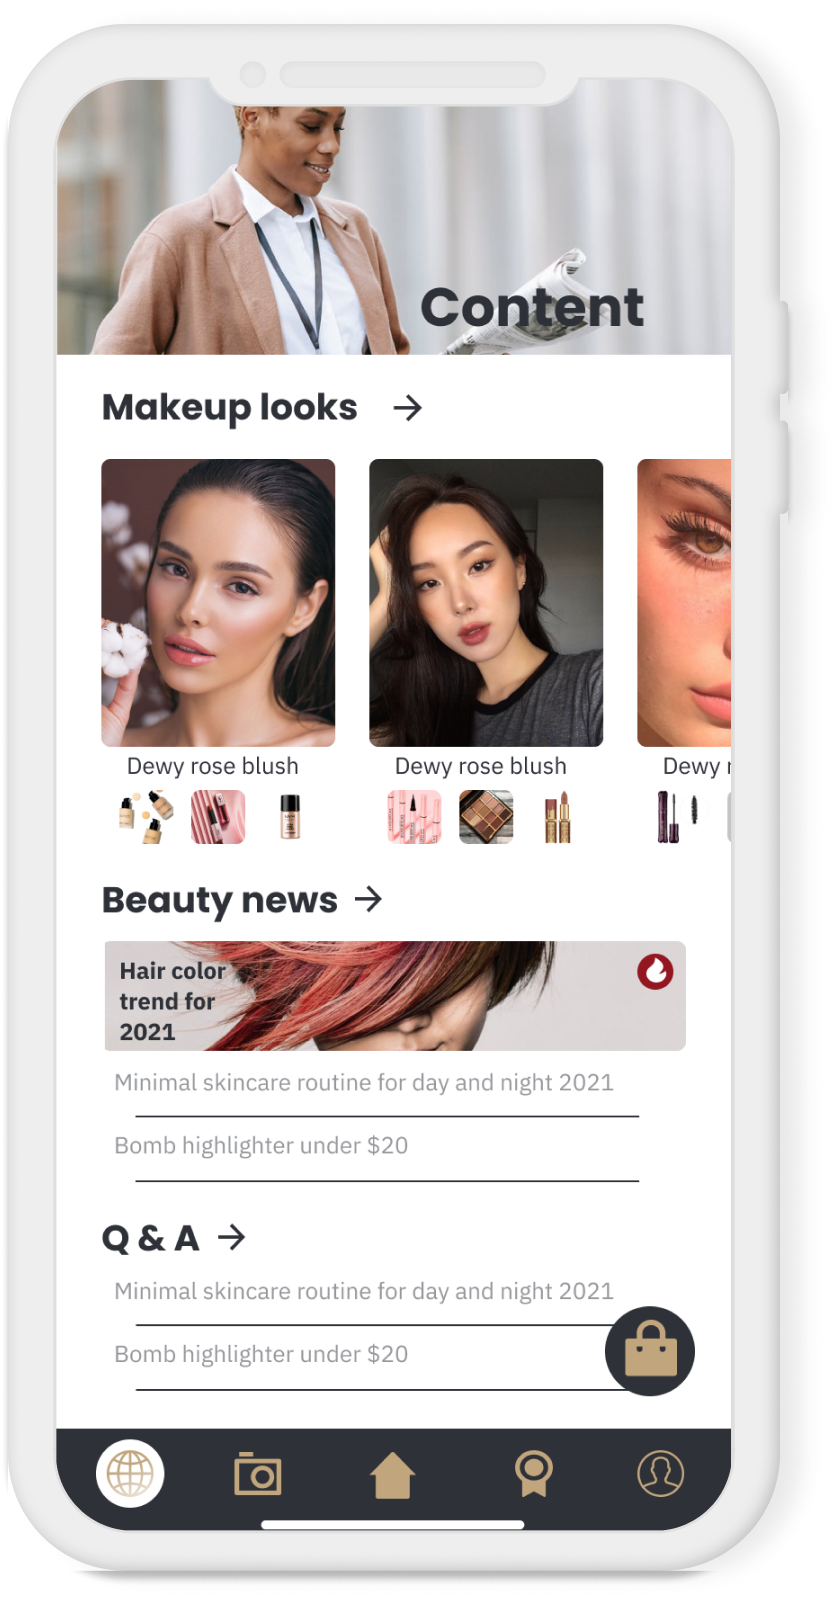 Content
Makeup looks
Dewy rose blush
Dewy rose blush
Dewy
Beauty news
Hair color
trend for
2021
Minimal skincare routine for day and night 2021
Bomb highlighter under $20
Q & A
Minimal skincare routine for day and night 2021
Bomb highlighter under $20